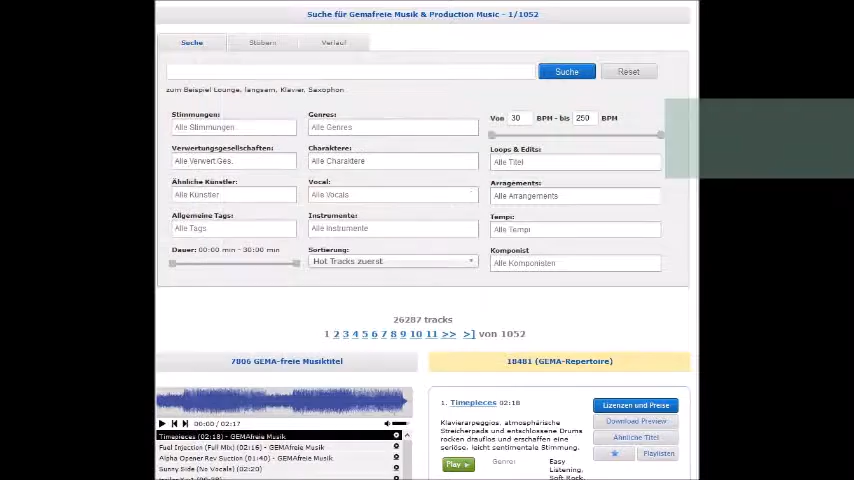 Suche für Gemafreie Musik & Production Music - 1/1052
Suche Stöbern Verlauf
Suche Reset
zum Beispiel Lounge, langsam, Klavier, Saxophon
Stimmungen: Genres: Von 30 BPM - bis 250 BPM
Alle Stimmungen Alle Genres
Verwertungsgesellschaften: Charaktere: Loops & Edits:
Alle Verwert Ges. Alle Charaktere Alle Titel
Ähnliche Künstler: Vocal: Arragements:
Alle Künstler Alle Vocals Alle Arrangements
Allgemeine Tags: Instrumente: Tempi:
Alle Tags Alle Instrumente Alle Tempi
Dauer: 00:00 min - 30:00 min Sortierung: Komponist
Hot Tracks zuerst Alle Komponisten
26287 tracks
1 2 3 4 5 6 7 8 9 10 11 >> >] von 1052
7806 GEMA-freie Musiktitel 18481 (GEMA-Repertoire)
00:00 / 02:17
Timepieces (02:18) - GEMAfreie Musik
Fuel Injection (Full Mix) (02:16) - GEMAfreie Musik
Alpha Opener Rev Suction (01:40) - GEMAfreie Musik
Sunny Side (No Vocals) (02:20)
1. Timepieces 02:18
Klavierarpeggios, atmosphärische
Streicherpads und entschlossene Drums
rocken drauflos und erschaffen eine
seriöse, leicht sentimentale Stimmung.
Play Genre: Easy
Listening,
Soft Rock,
Lizenzen und Preise
Download Preview
Ähnliche Titel
Playlisten